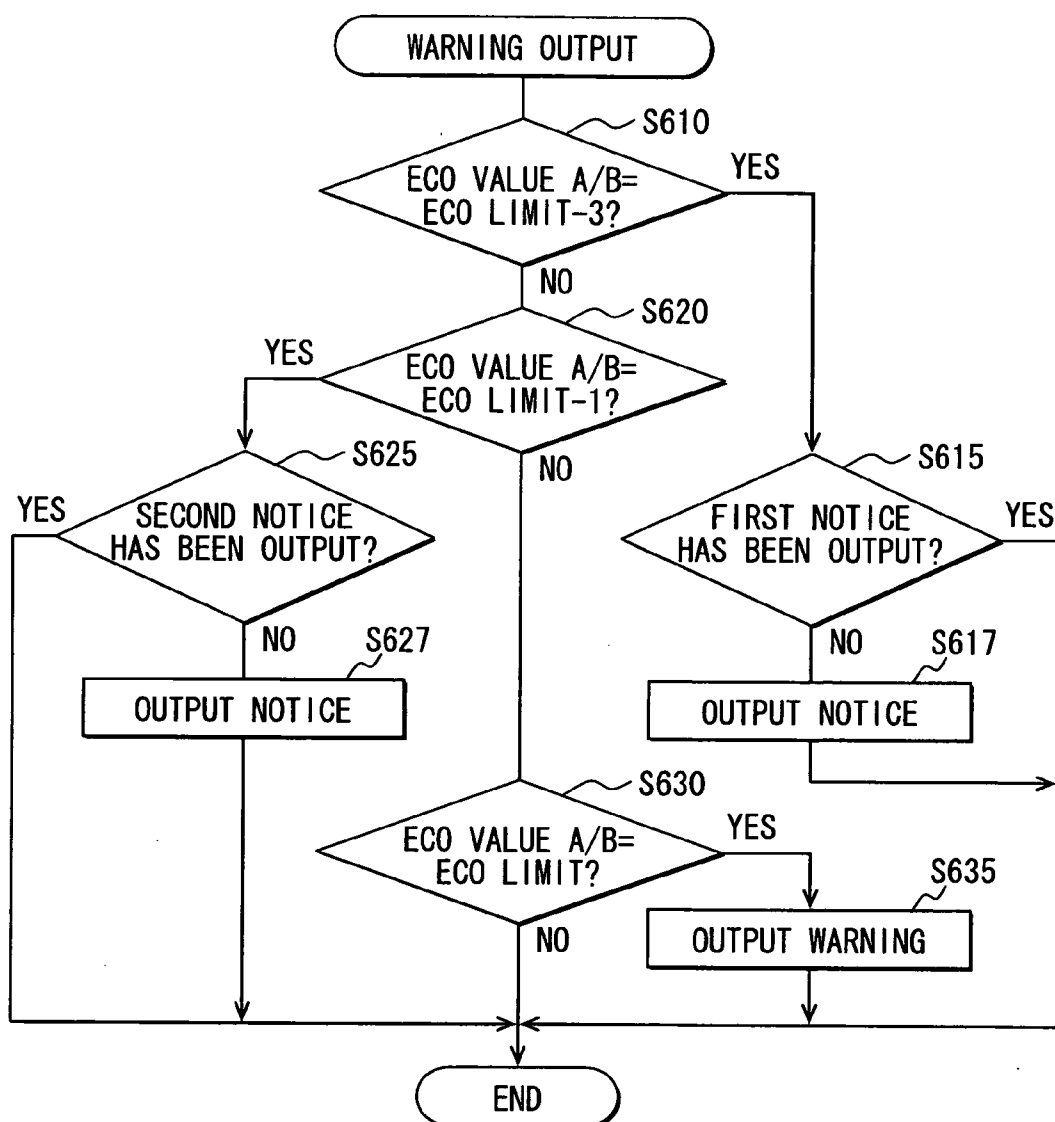 WARNING OUTPUT
S610
ECO VALUE A/B=
ECO LIMIT-3?
YES
NO
S620
YES
ECO VALUE A/B=
ECO LIMIT-1?
NO
S625
YES
SECOND NOTICE
HAS BEEN OUTPUT?
NO
S615
FIRST NOTICE
HAS BEEN OUTPUT?
YES
NO
S627
OUTPUT NOTICE
S617
OUTPUT NOTICE
S630
ECO VALUE A/B=
ECO LIMIT?
YES
NO
S635
OUTPUT WARNING
END